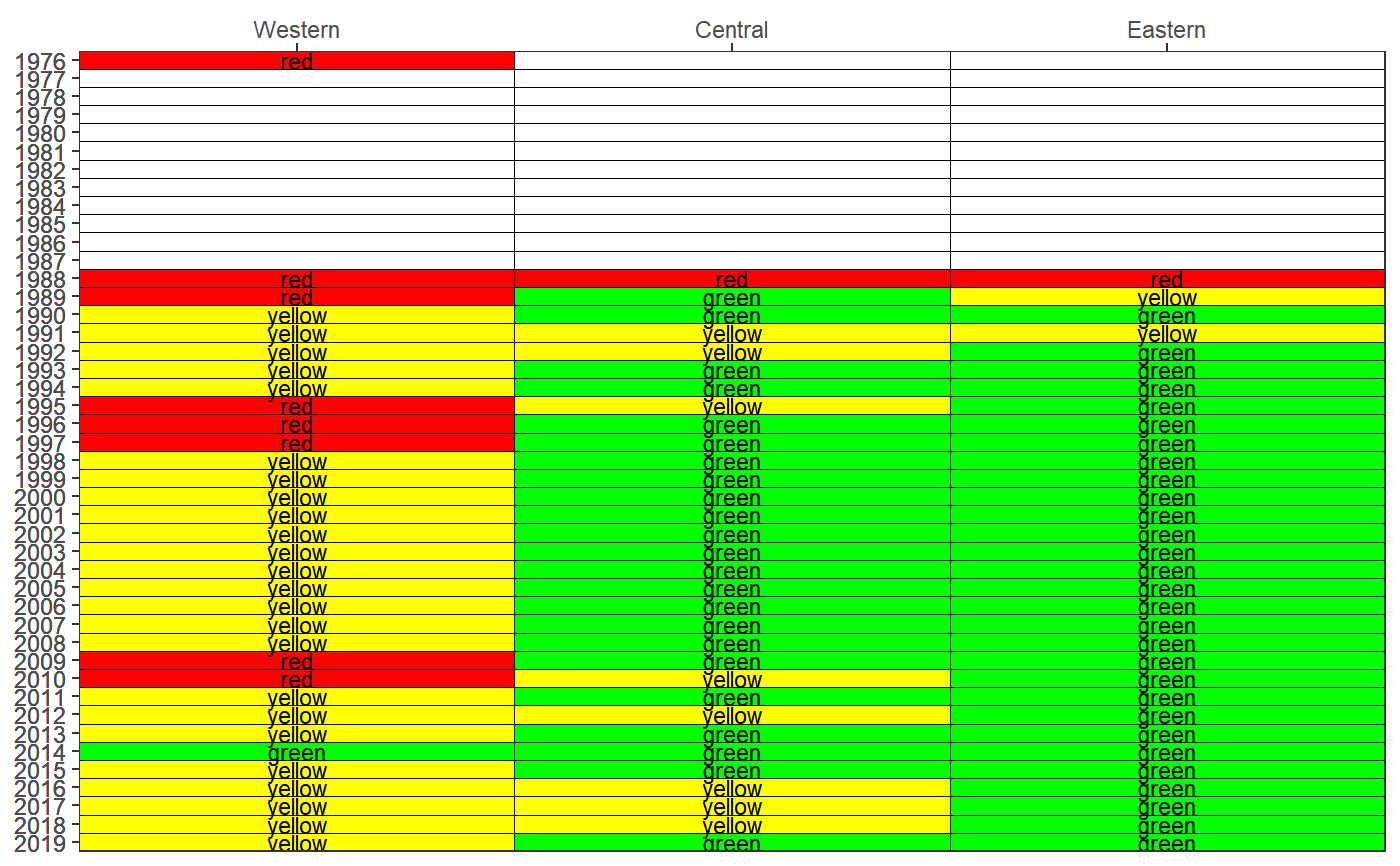 Western Central Eastern
1976 red
1977
1978
1979
1980
1981
1982
1983
1984
1985
1986
1987
1988 red red red
1989 red green yellow
1990 yellow green green
1991 yellow yellow yellow
1992 yellow yellow green
1993 yellow green green
1994 yellow green green
1995 red yellow green
1996 red green green
1997 red green green
1998 yellow green green
1999 yellow green green
2000 yellow green green
2001 yellow green green
2002 yellow green green
2003 yellow green green
2004 yellow green green
2005 yellow green green
2006 yellow green green
2007 yellow green green
2008 yellow green green
2009 red green green
2010 red yellow green
2011 yellow green green
2012 yellow yellow green
2013 yellow green green
2014 green green green
2015 yellow green green
2016 yellow yellow green
2017 yellow yellow green
2018 yellow yellow green
2019 yellow green green